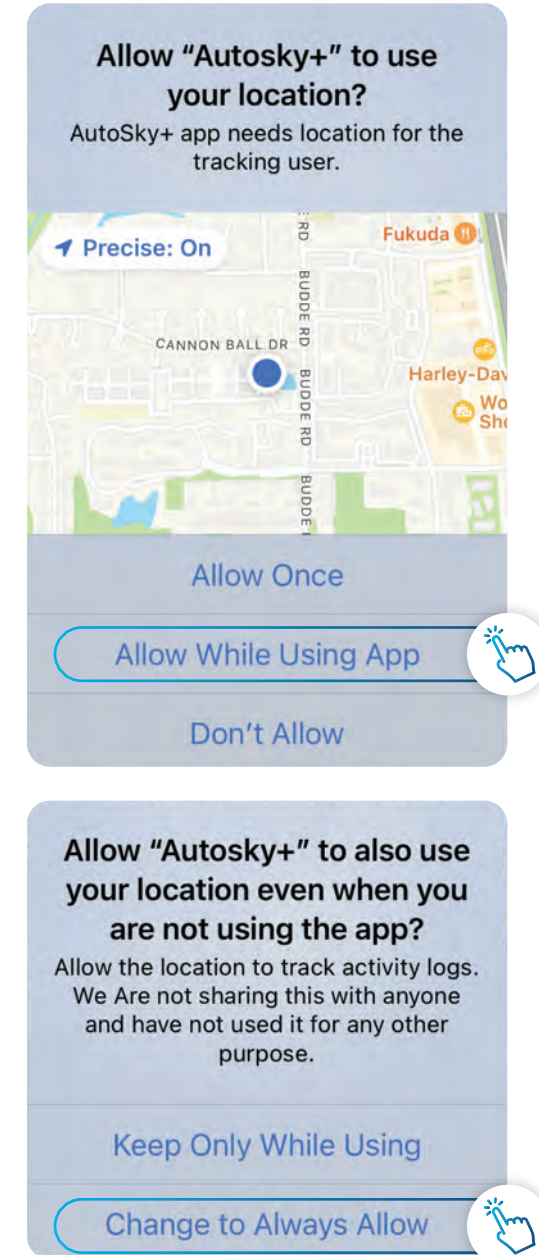 Allow “Autosky+” to use
your location?
AutoSky+ app needs location for the
tracking user.
Precise: On
RD
Fukuda
BUDDE RD
CANNON BALL DR
Harley-Dav
BUDDE RD
Wo
Sho
BUDDE
Allow Once
Allow While Using App
Don’t Allow
Allow “Autosky+” to also use
your location even when you
are not using the app?
Allow the location to track activity logs.
We Are not sharing this with anyone
and have not used it for any other
purpose.
Keep Only While Using
Change to Always Allow